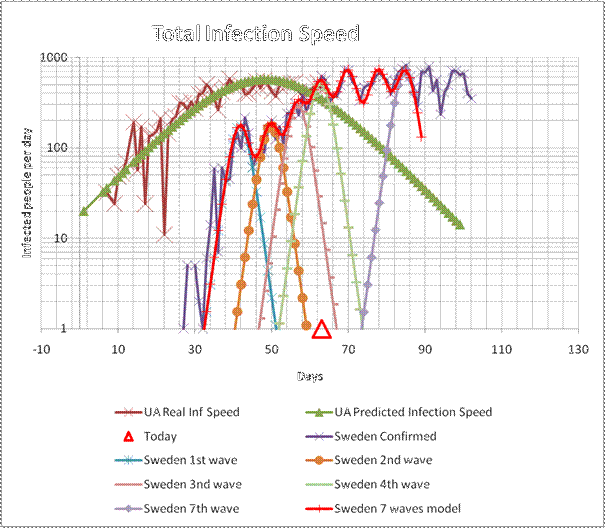 Total Infection Speed
1000
100
10
1
Infected people per day
-10 10 30 50 70 90 110 130
Days
UA Real Inf Speed UA Predicted Infection Speed
Today Sweden Confirmed
Sweden 1st wave Sweden 2nd wave
Sweden 3nd wave Sweden 4th wave
Sweden 7th wave Sweden 7 waves model